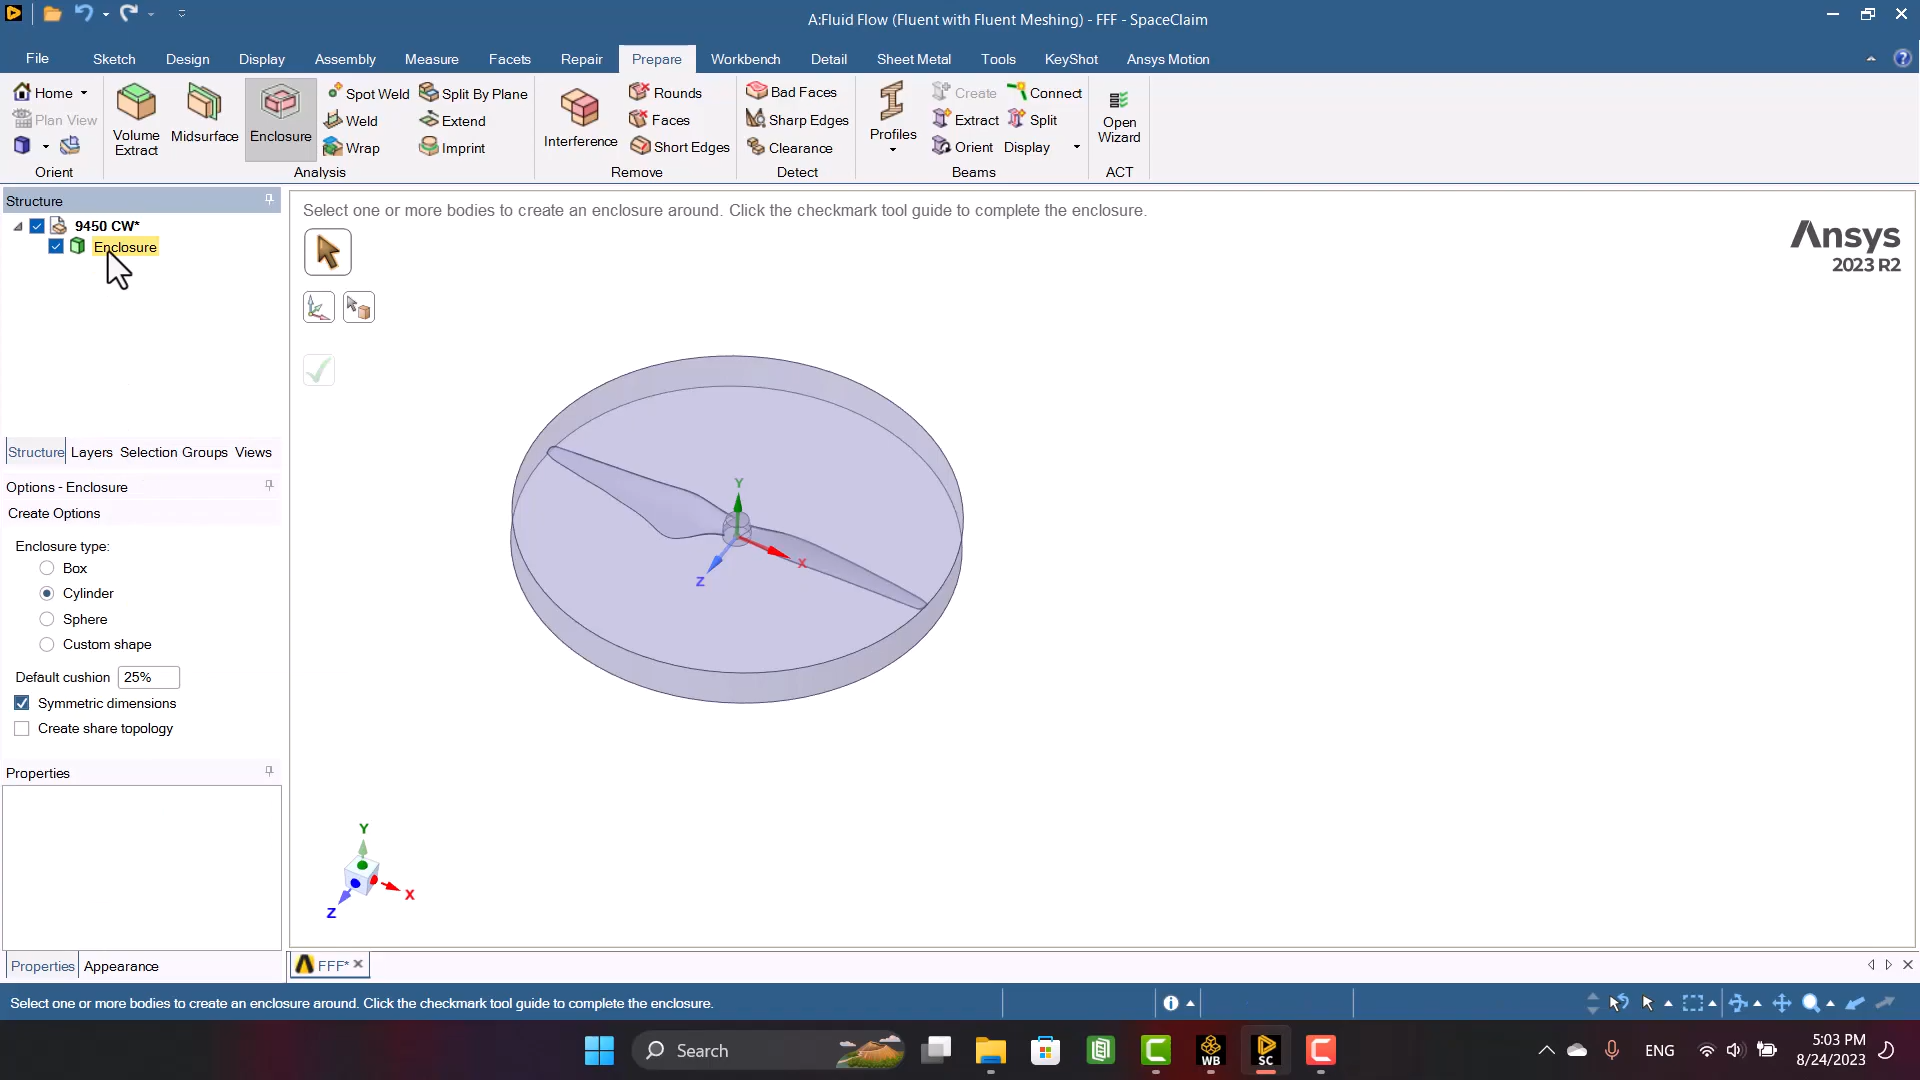 A:Fluid Flow (Fluent with Fluent Meshing) - FFF - SpaceClaim
File Sketch Design Display Assembly Measure Facets Repair Prepare Workbench Detail Sheet Metal Tools KeyShot Ansys Motion
Home
Plan View
Orient
Volume Extract
Midsurface
Enclosure
Spot Weld
Weld
Wrap
Split By Plane
Extend
Imprint
Analysis
Interference
Rounds
Faces
Short Edges
Remove
Bad Faces
Sharp Edges
Clearance
Detect
Profiles
Create
Extract
Orient
Connect
Split
Display
Beams
Open Wizard
ACT
Structure
9450 CW*
Enclosure
Structure Layers Selection Groups Views
Options - Enclosure
Create Options
Enclosure type:
Box
Cylinder
Sphere
Custom shape
Default cushion 25%
Symmetric dimensions
Create share topology
Properties
Properties Appearance
Select one or more bodies to create an enclosure around. Click the checkmark tool guide to complete the enclosure.
Ansys
2023 R2
Y
X
Z
Y
X
Z
FFF*
Select one or more bodies to create an enclosure around. Click the checkmark tool guide to complete the enclosure.
Search
WB
SC
ENG
5:03 PM
8/24/2023